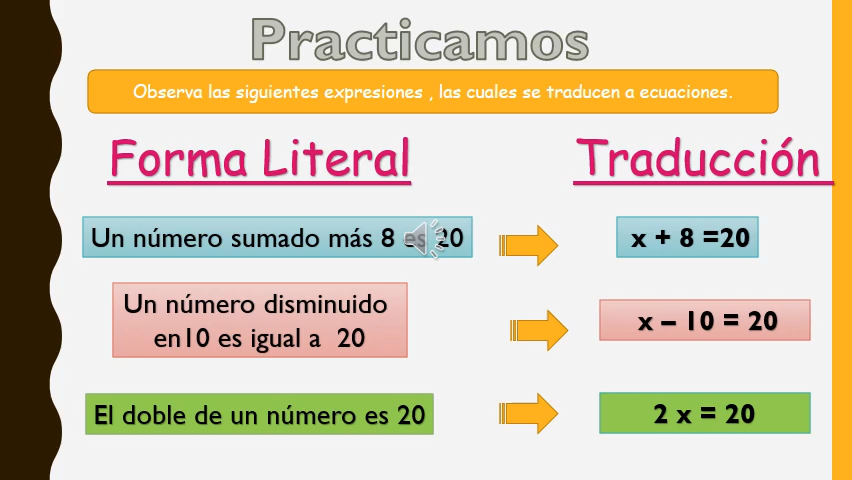 Practicamos
Observa las siguientes expresiones , las cuales se traducen a ecuaciones.
Forma Literal
Traducción
Un número sumado más 8 es 20
x + 8 =20
Un número disminuido
en10 es igual a 20
x – 10 = 20
El doble de un número es 20
2 x = 20